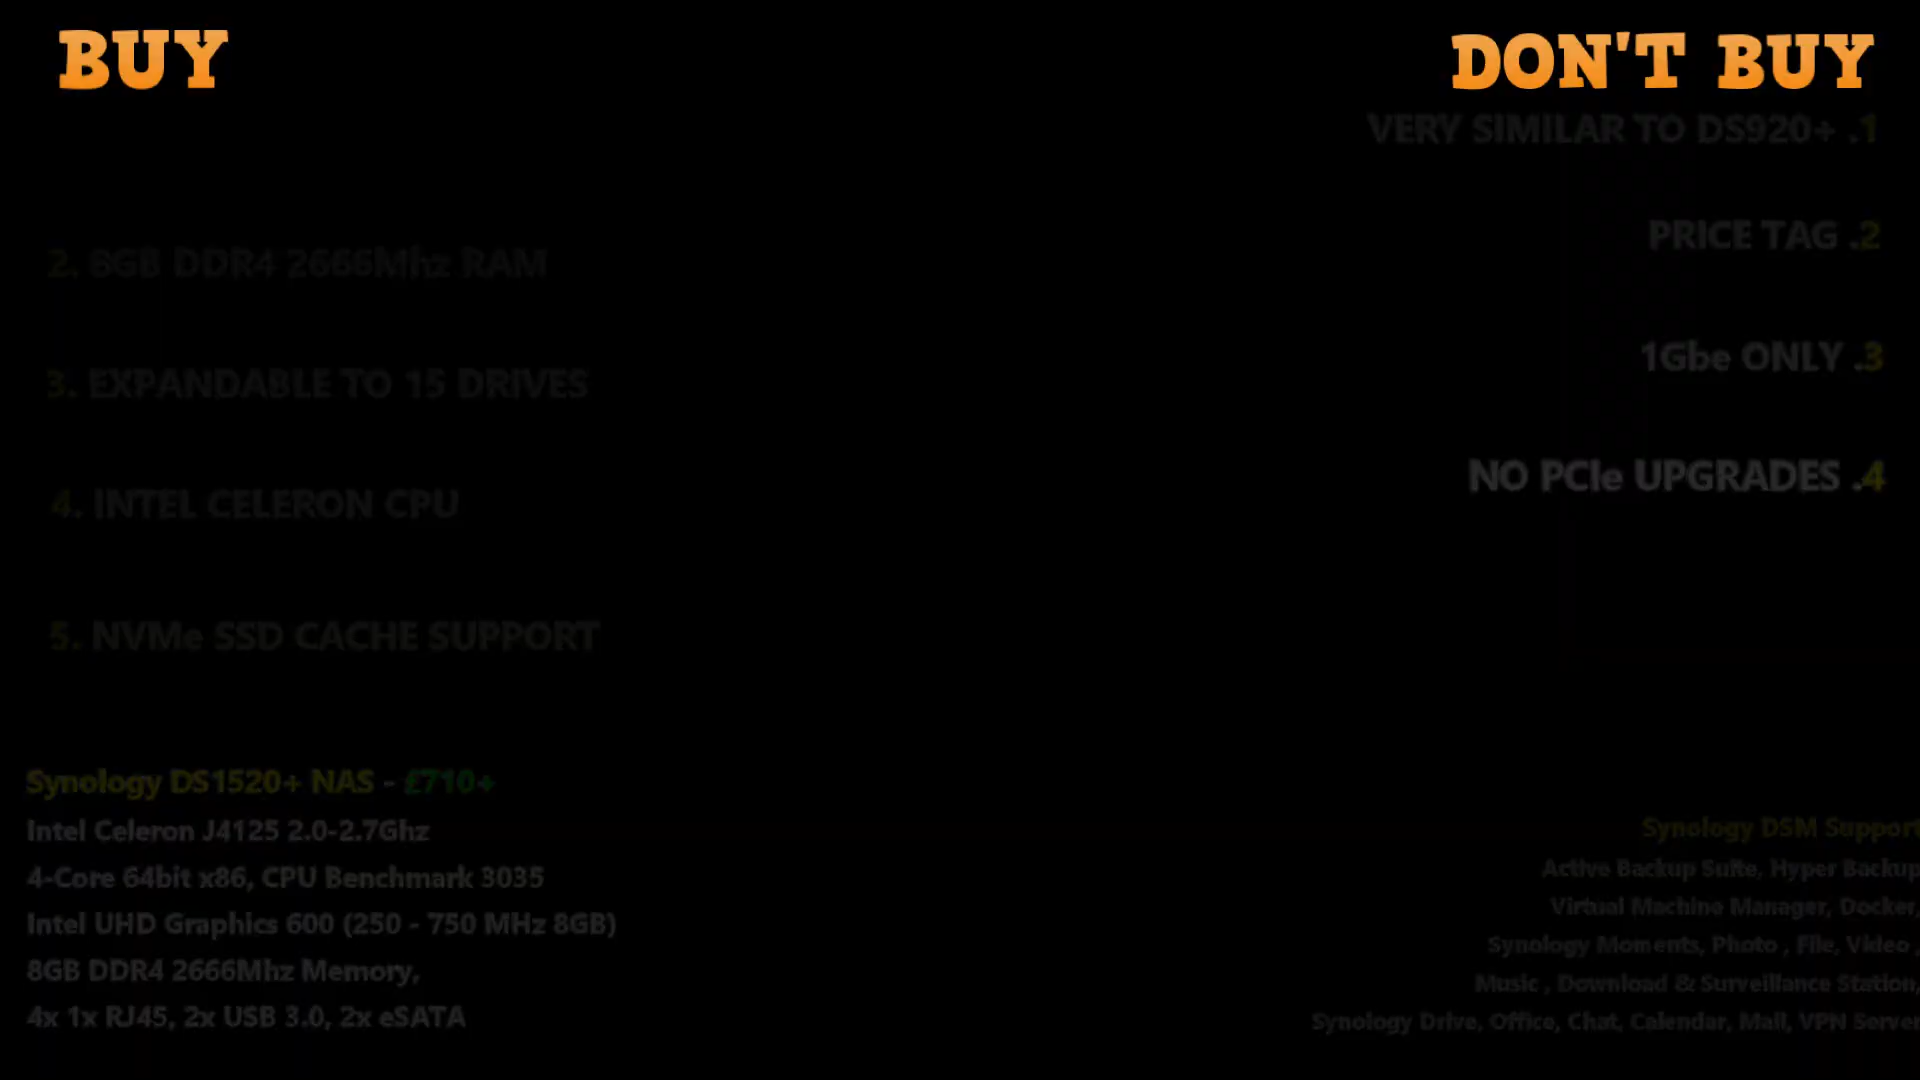 BUY
2. 8GB DDR4 2666Mhz RAM
3. EXPANDABLE TO 15 DRIVES
4. INTEL CELERON CPU
5. NVMe SSD CACHE SUPPORT
Synology DS1520+ NAS - £710+
Intel Celeron J4125 2.0-2.7Ghz
4-Core 64bit x86, CPU Benchmark 3035
Intel UHD Graphics 600 (250 - 750 MHz 8GB)
8GB DDR4 2666Mhz Memory,
4x 1x RJ45, 2x USB 3.0, 2x eSATA
DON'T BUY
VERY SIMILAR TO DS920+ .1
PRICE TAG .2
1Gbe ONLY .3
NO PCIe UPGRADES .4
Synology DSM Support
Active Backup Suite, Hyper Backup
Virtual Machine Manager, Docker,
Synology Moments, Photo , File, Video ,
Music , Download & Surveillance Station,
Synology Drive, Office, Chat, Calendar, Mail, VPN Server